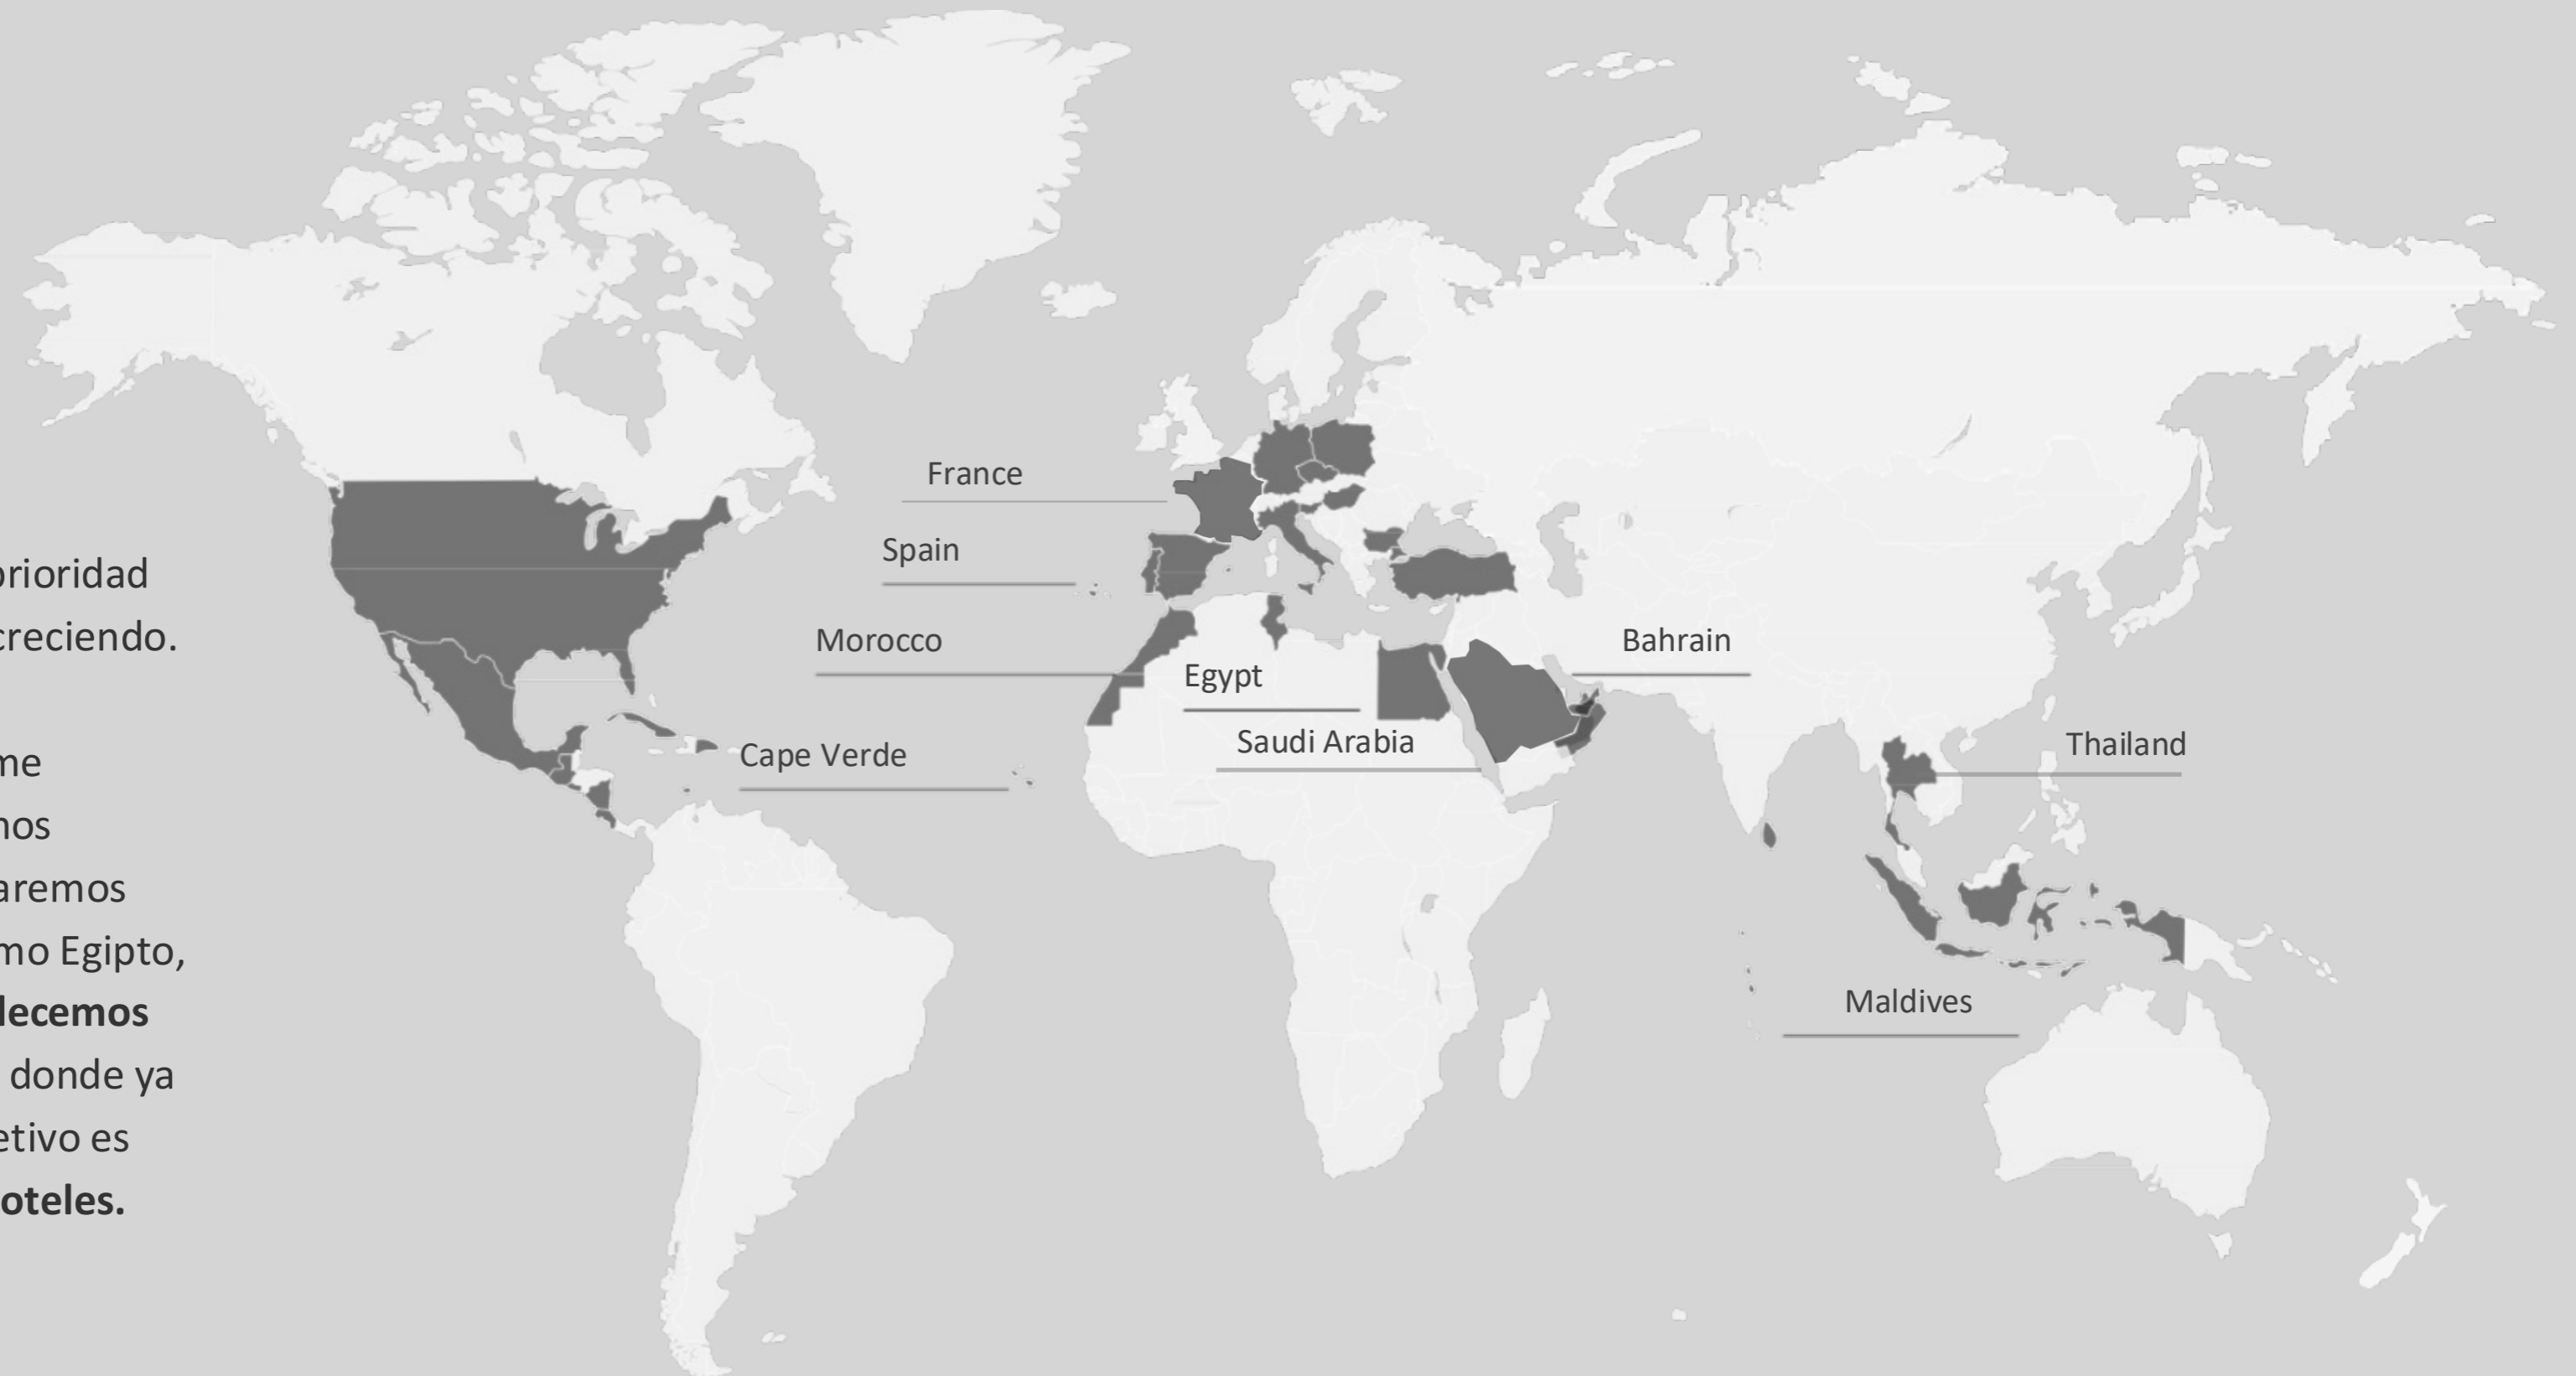 prioridad
creciendo.
me
nos
aremos
mo Egipto,
lecemos
donde ya
etivo es
oteles.
France
Spain
Morocco
Egypt
Saudi Arabia
Cape Verde
Bahrain
Thailand
Maldives